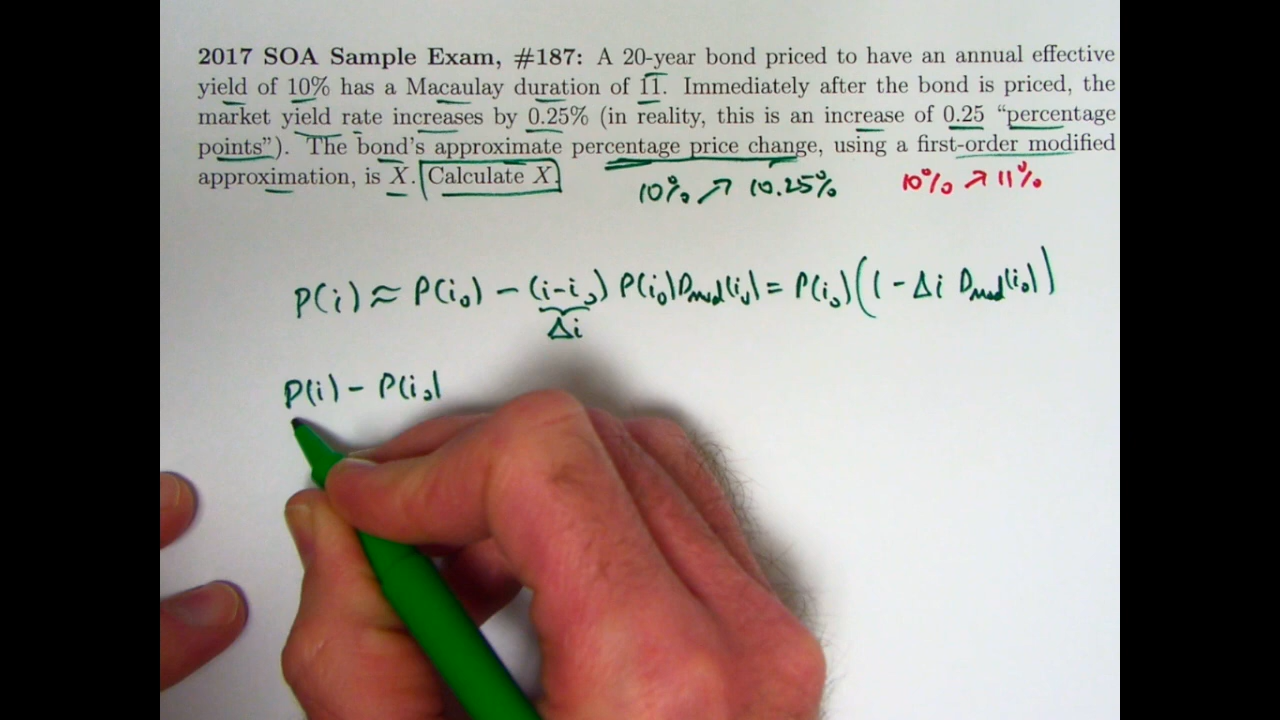 2017 SOA Sample Exam, #187: A 20-year bond priced to have an annual effective
yield of 10% has a Macaulay duration of 11. Immediately after the bond is priced, the
market yield rate increases by 0.25% (in reality, this is an increase of 0.25 “percentage
points”). The bond's approximate percentage price change, using a first-order modified
approximation, is X. Calculate X.
10% ↗ 10.25% 10% ↗ 11%
P(i) ≈ P(i₀) − (i−i₀) P(i₀)Dmod(i₀) = P(i₀)(1 − Δi Dmod(i₀))
Δi
P(i) − P(i₀)